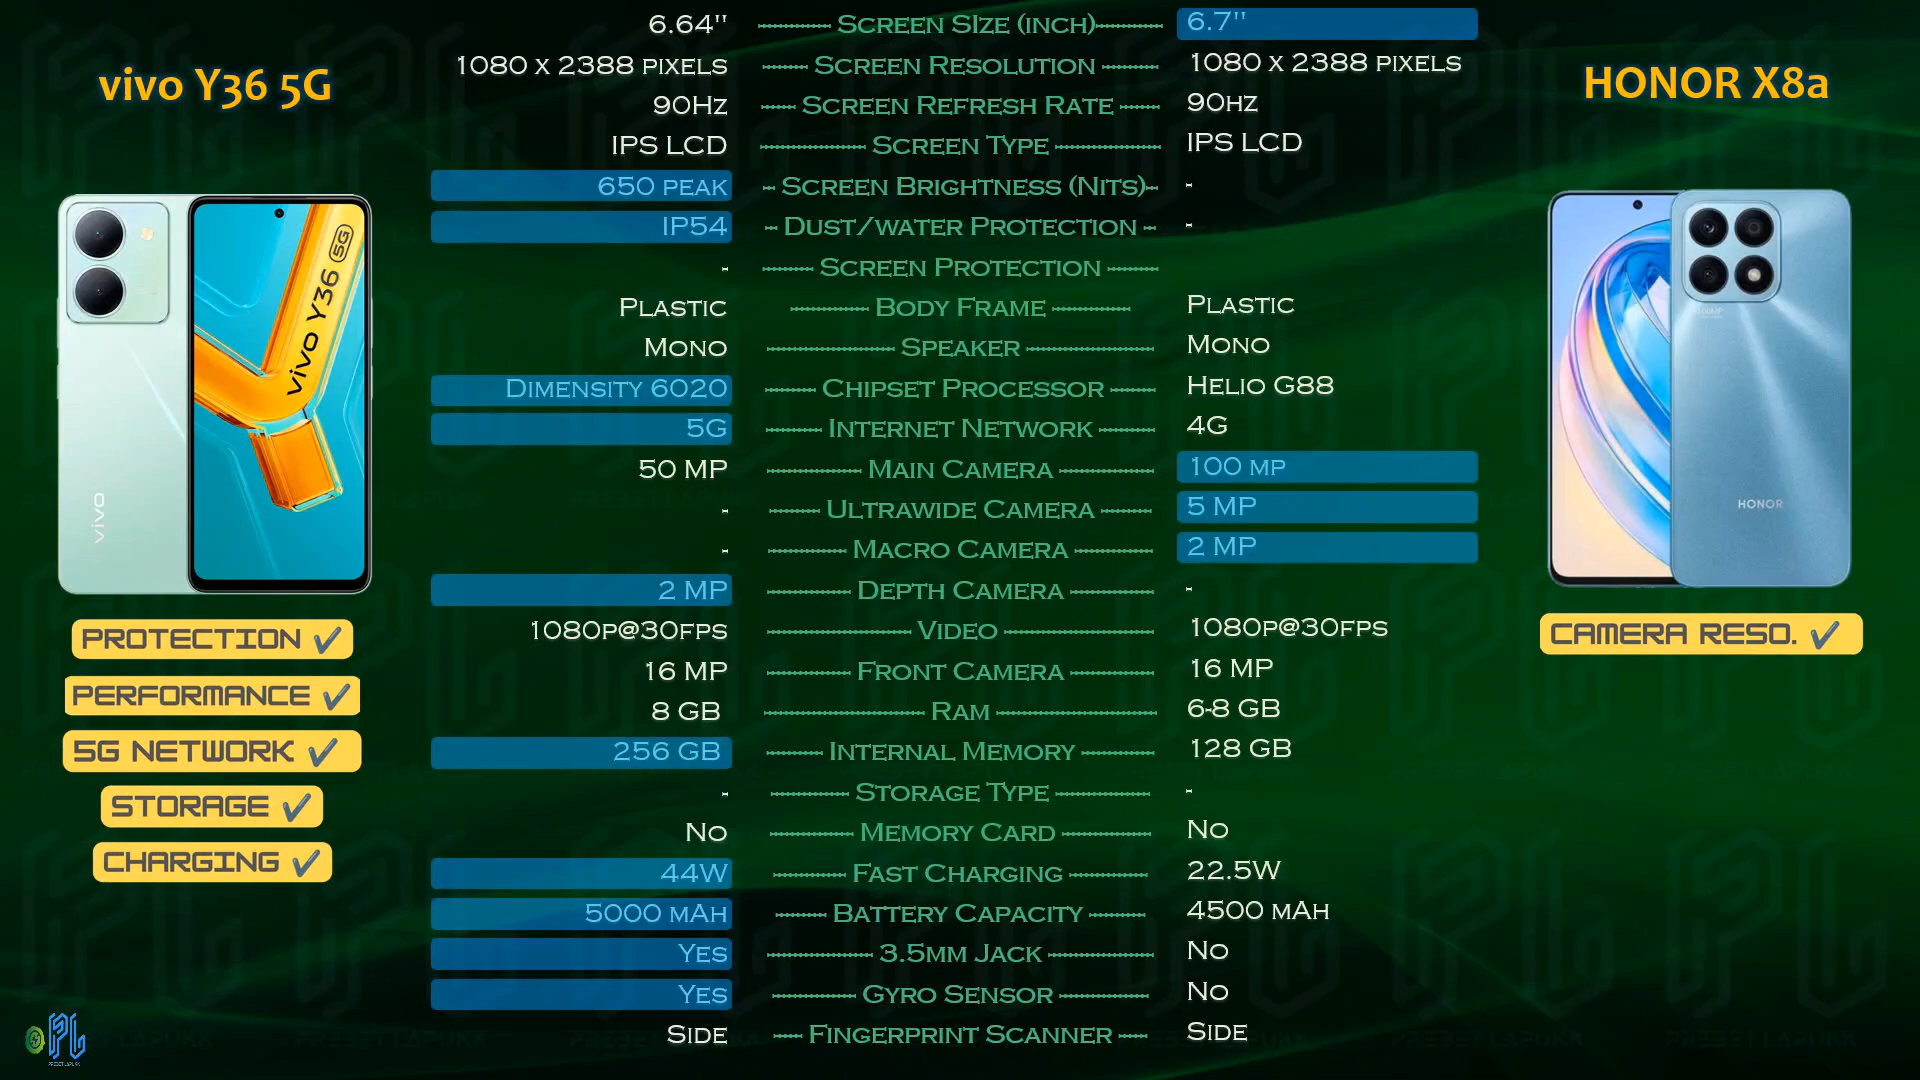 6.64" SCREEN SIZE (INCH) 6.7"
vivo Y36 5G
1080 X 2388 PIXELS SCREEN RESOLUTION 1080 X 2388 PIXELS
HONOR X8a
90HZ SCREEN REFRESH RATE 90HZ
IPS LCD SCREEN TYPE IPS LCD
650 PEAK SCREEN BRIGHTNESS (NITS) -
IP54 DUST/WATER PROTECTION -
- SCREEN PROTECTION
PLASTIC BODY FRAME PLASTIC
MONO SPEAKER MONO
DIMENSITY 6020 CHIPSET PROCESSOR HELIO G88
5G INTERNET NETWORK 4G
50 MP MAIN CAMERA 100 MP
- ULTRAWIDE CAMERA 5 MP
- MACRO CAMERA 2 MP
2 MP DEPTH CAMERA -
1080P@30FPS VIDEO 1080P@30FPS
16 MP FRONT CAMERA 16 MP
8 GB RAM 6-8 GB
256 GB INTERNAL MEMORY 128 GB
- STORAGE TYPE -
NO MEMORY CARD NO
44W FAST CHARGING 22.5W
5000 MAH BATTERY CAPACITY 4500 MAH
YES 3.5MM JACK NO
YES GYRO SENSOR NO
SIDE FINGERPRINT SCANNER SIDE
vivo Y36 5G
vivo
HONOR
PROTECTION ✔
PERFORMANCE ✔
5G NETWORK ✔
STORAGE ✔
CHARGING ✔
CAMERA RESO. ✔